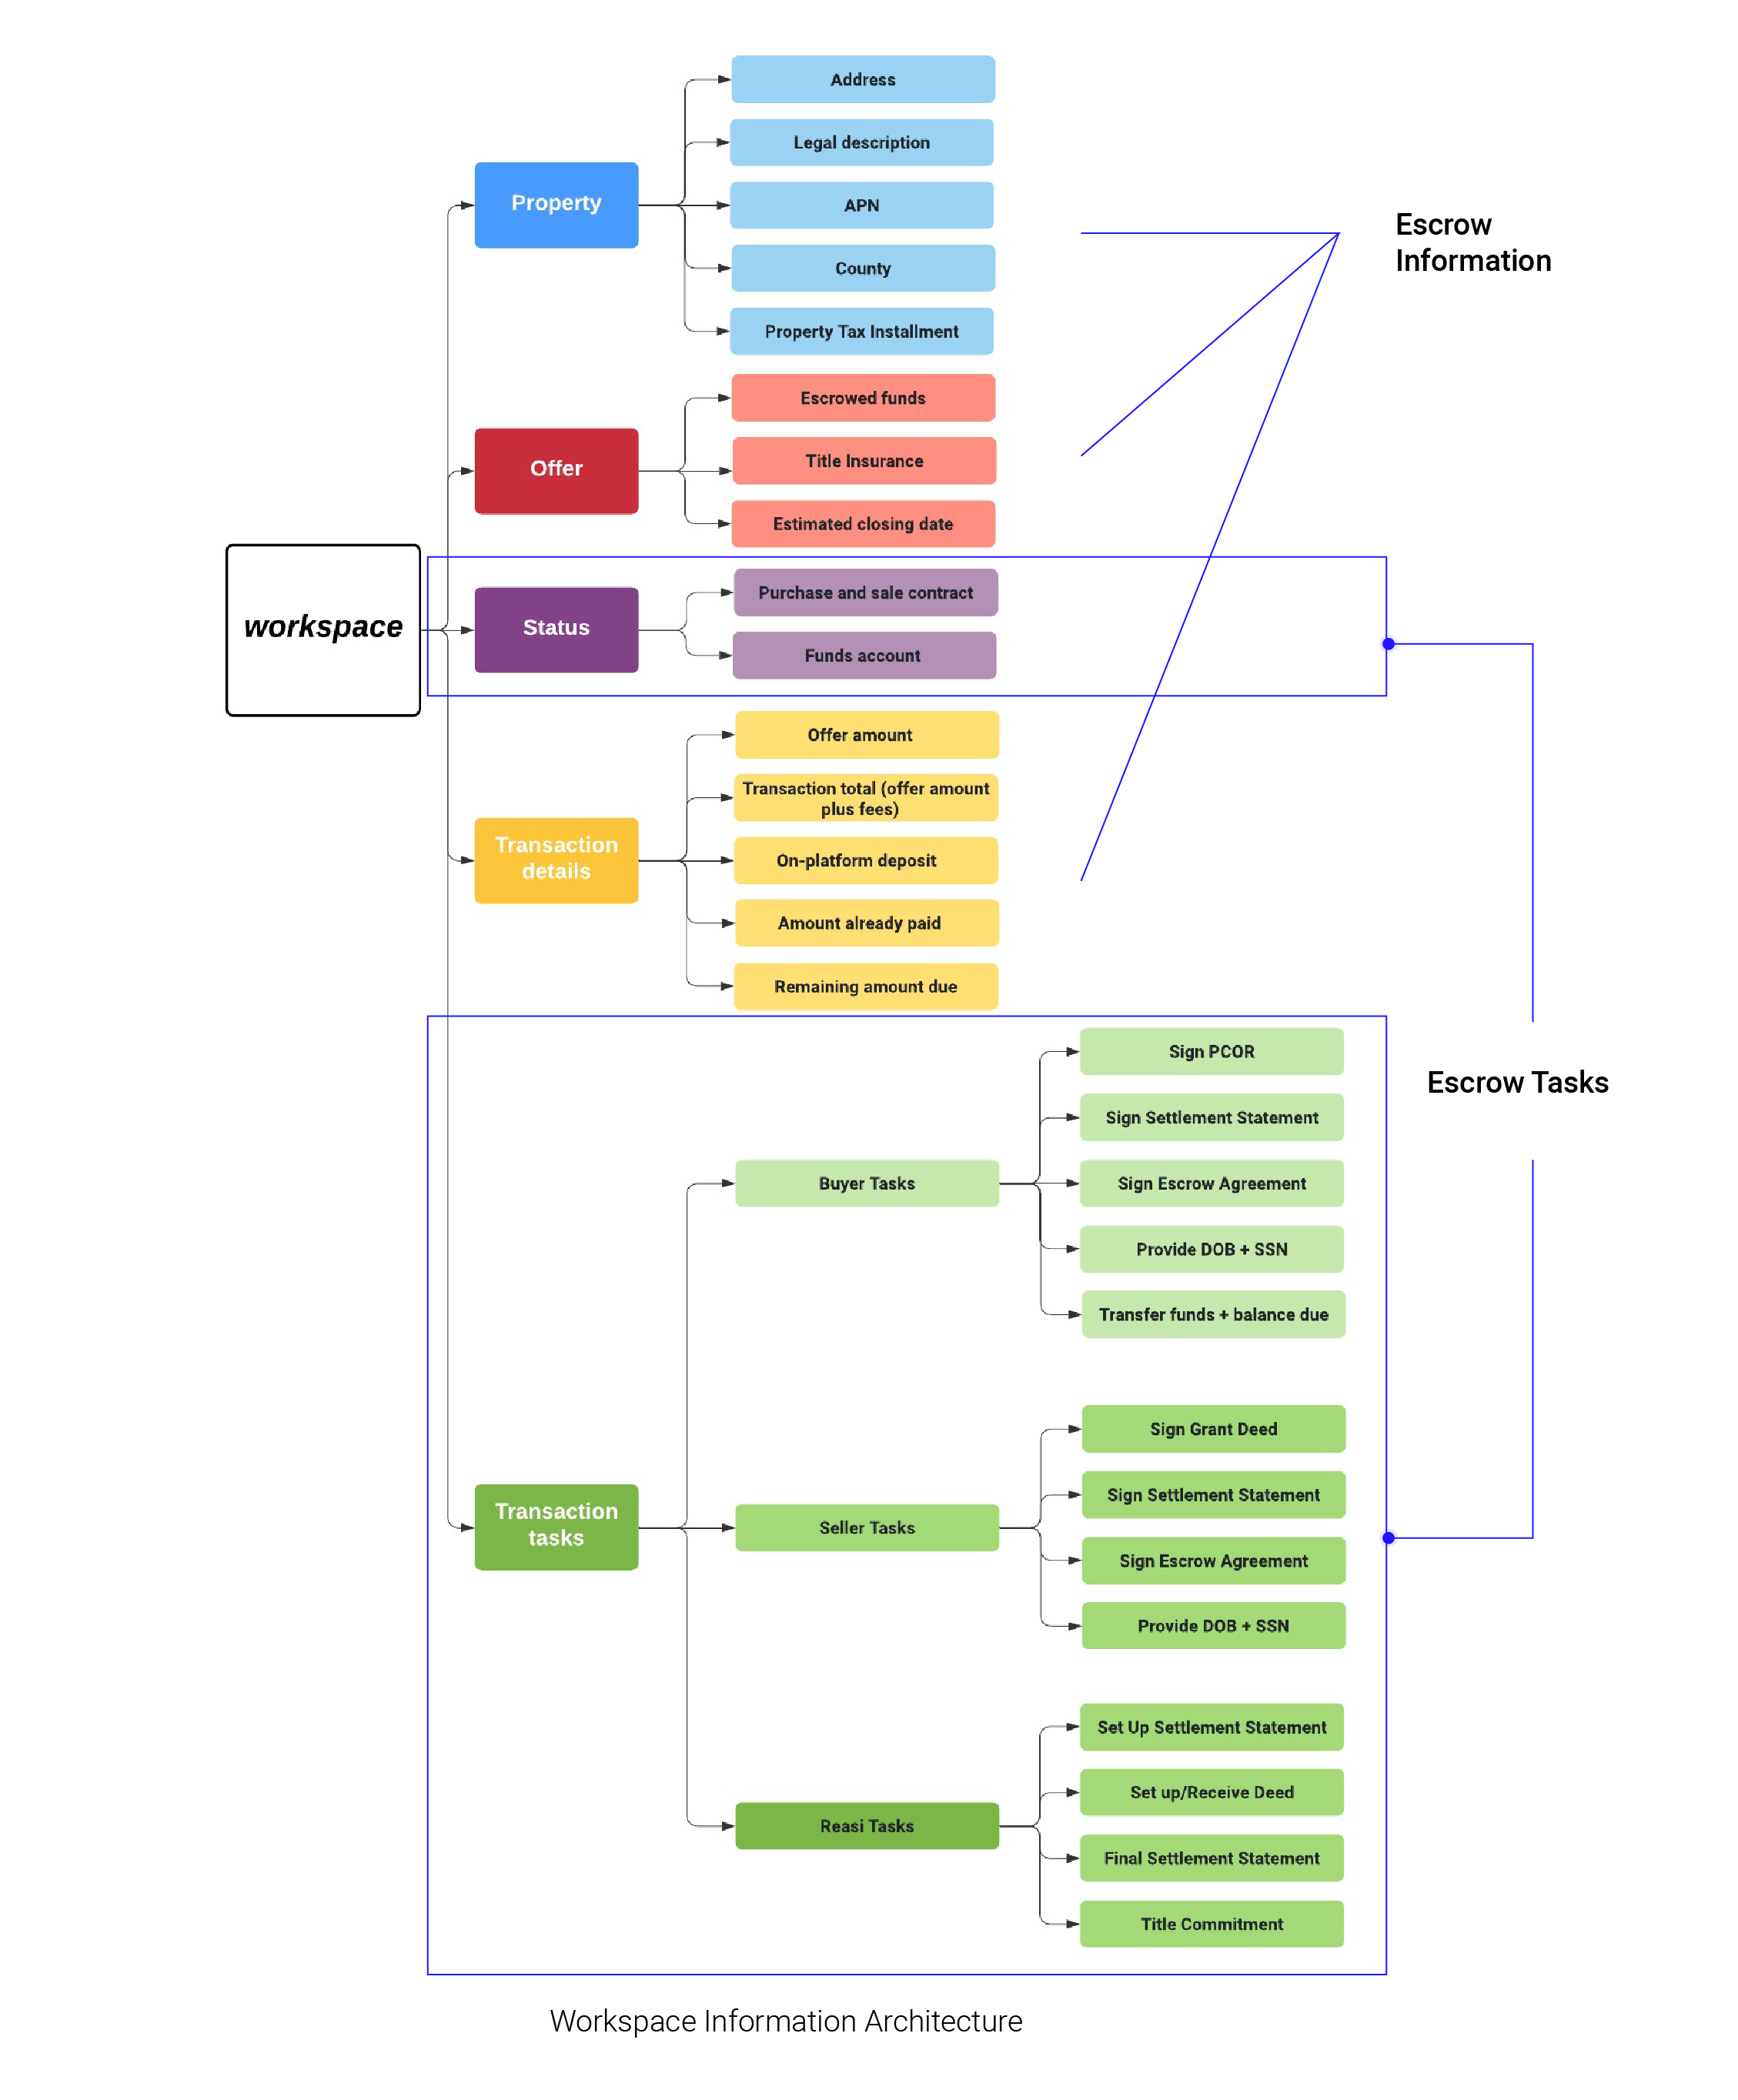 workspace
Property
Address
Legal description
APN
County
Property Tax Installment
Escrow
Information
Offer
Escrowed funds
Title Insurance
Estimated closing date
Status
Purchase and sale contract
Funds account
Transaction
details
Offer amount
Transaction total (offer amount
plus fees)
On-platform deposit
Amount already paid
Remaining amount due
Escrow Tasks
Transaction
tasks
Buyer Tasks
Sign PCOR
Sign Settlement Statement
Sign Escrow Agreement
Provide DOB + SSN
Transfer funds + balance due
Seller Tasks
Sign Grant Deed
Sign Settlement Statement
Sign Escrow Agreement
Provide DOB + SSN
Reasi Tasks
Set Up Settlement Statement
Set up/Receive Deed
Final Settlement Statement
Title Commitment
Workspace Information Architecture